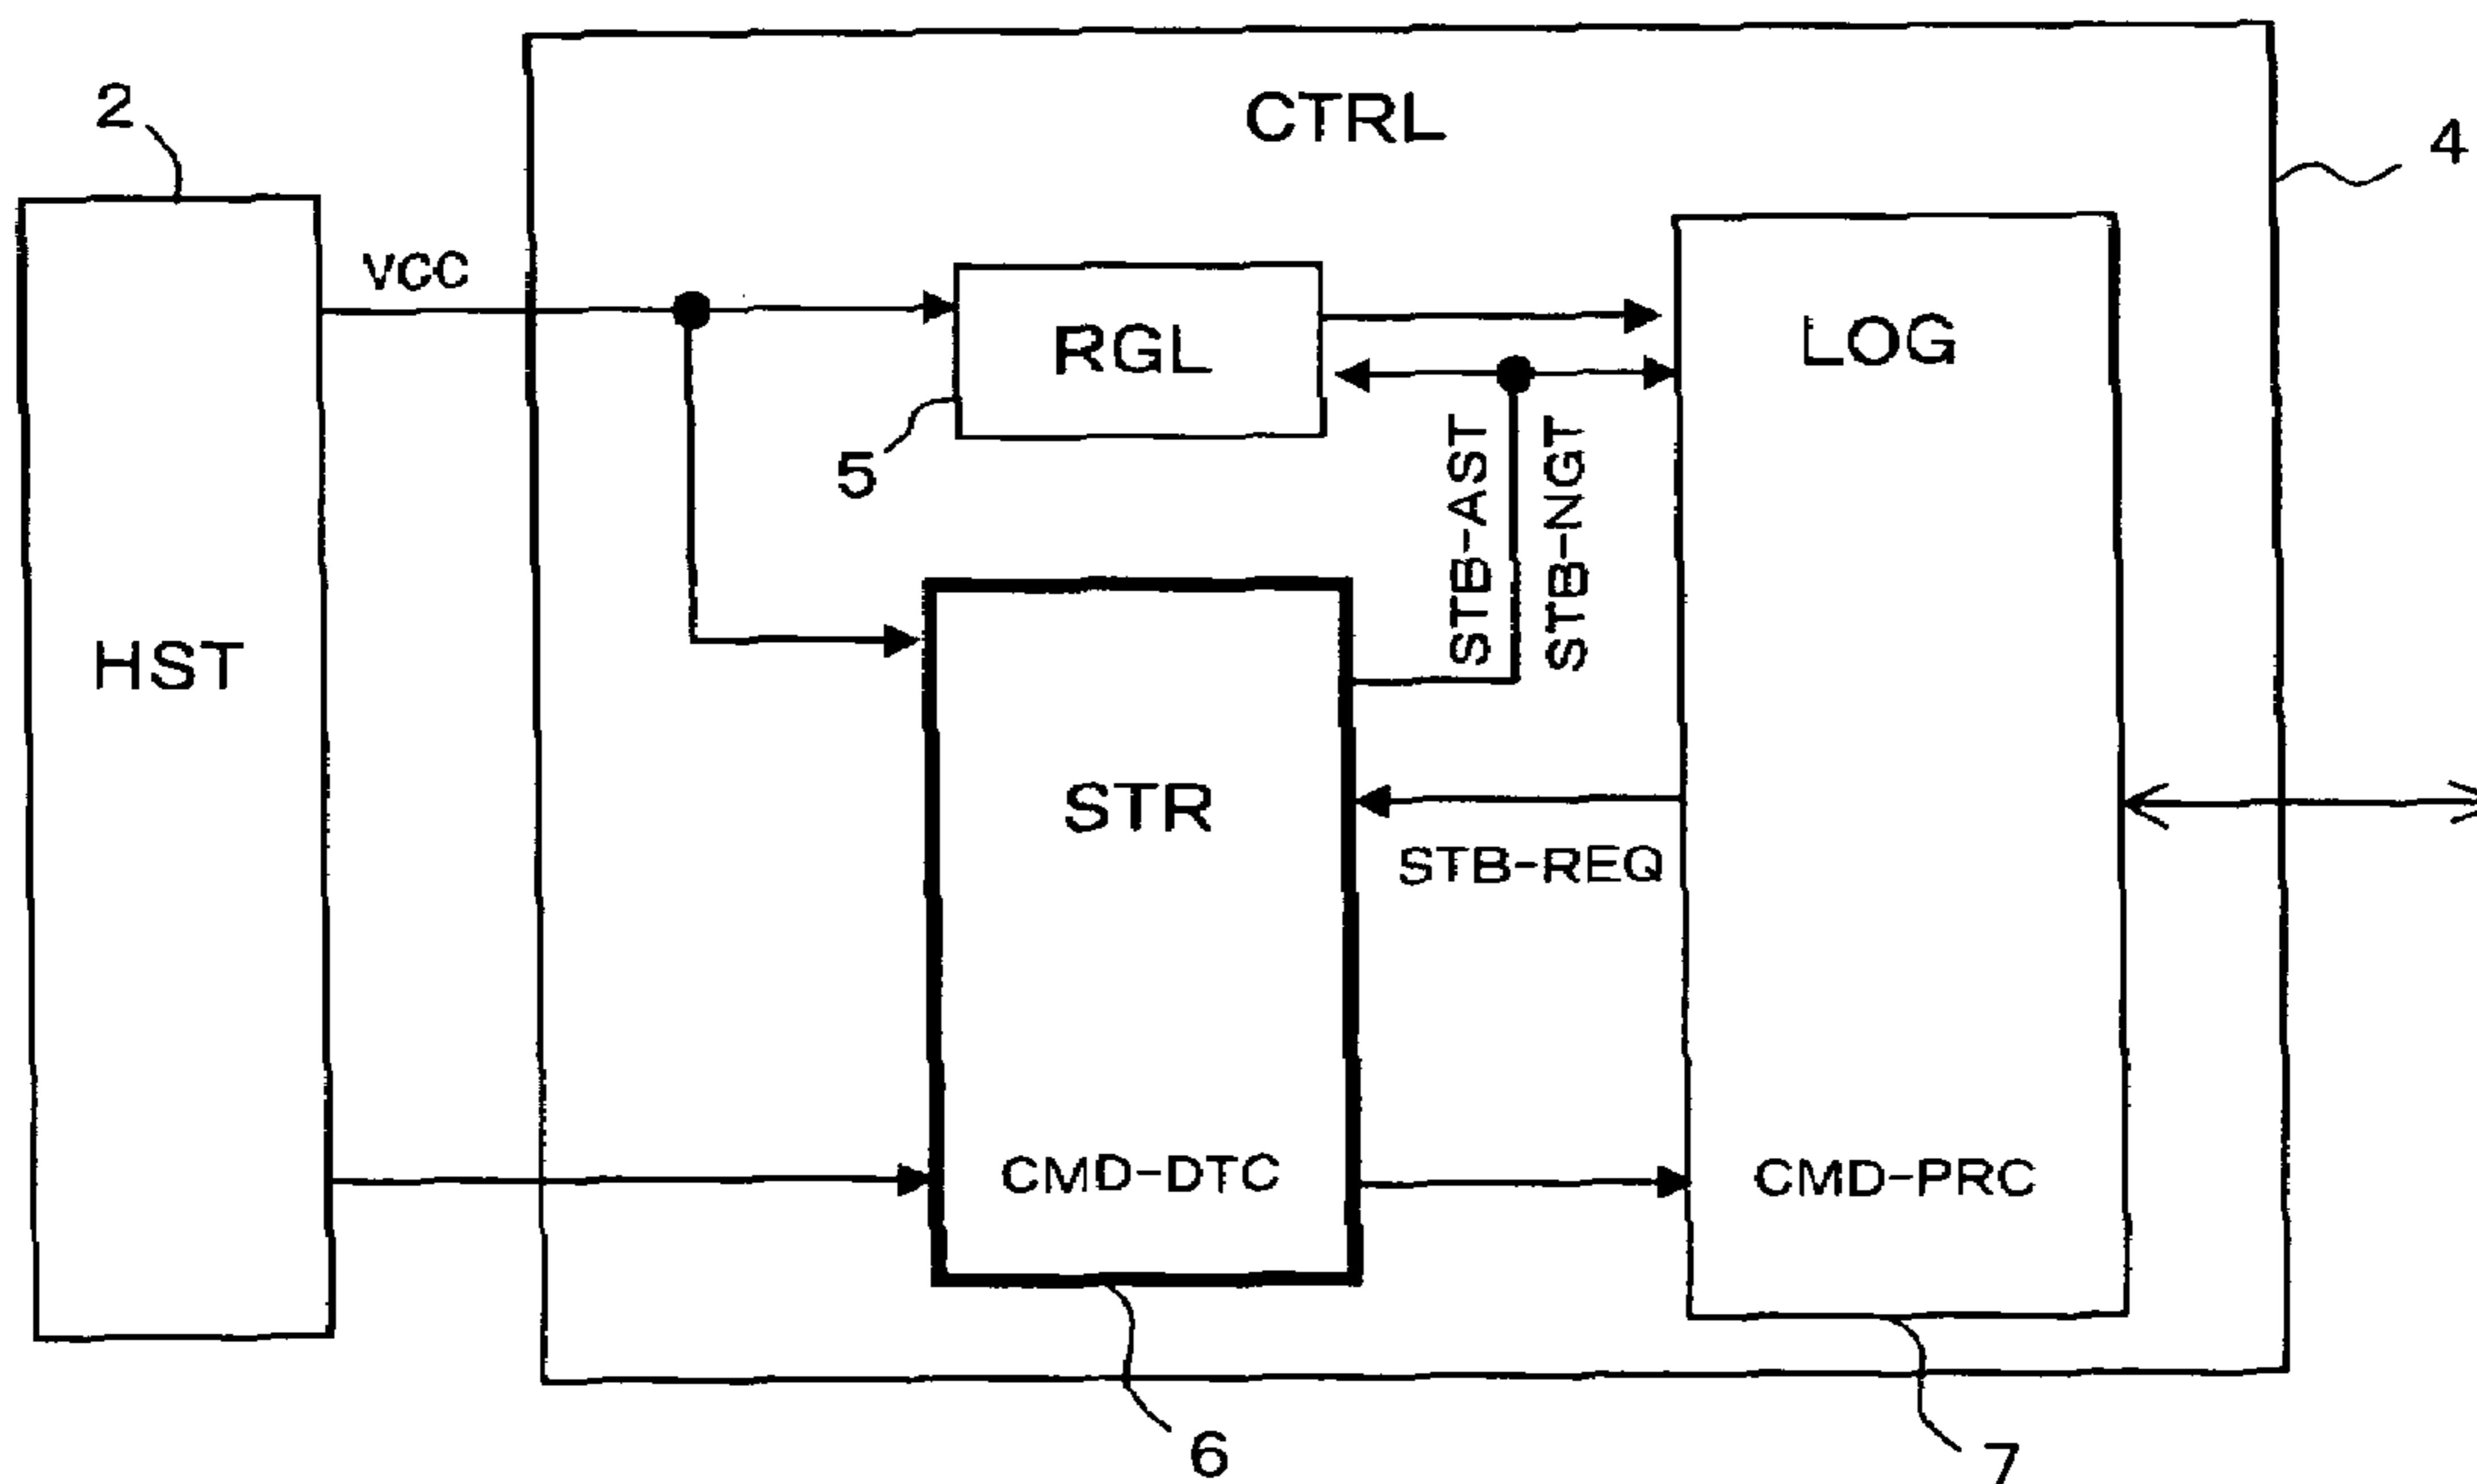 2
CTRL
4
VCC
RGL
LOG
5
STB-AST
STB-NGT
HST
STR
STB-REQ
CMD-DTC
CMD-PRC
6
7